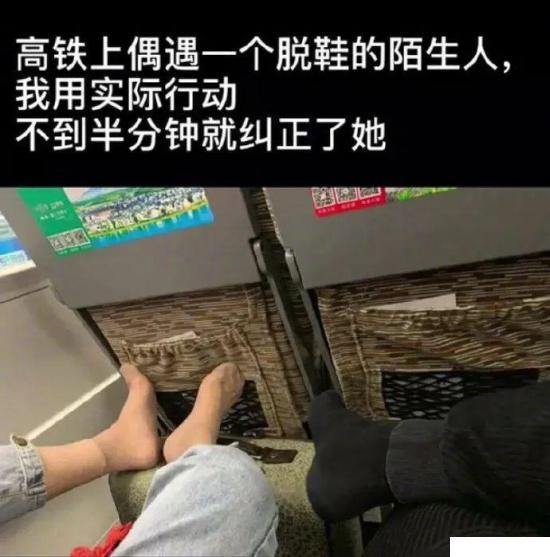 高铁上偶遇一个脱鞋的陌生人，
我用实际行动
不到半分钟就纠正了她